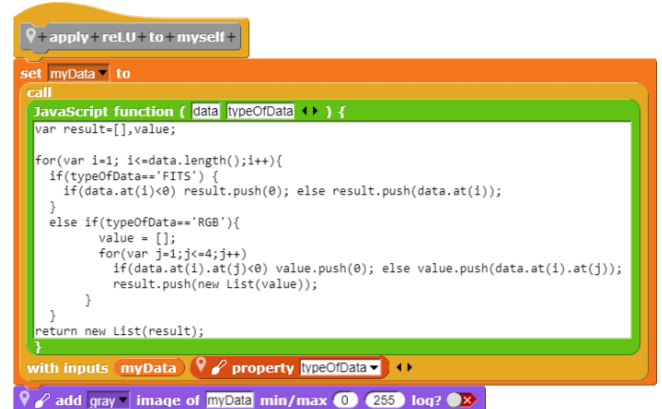 +apply+reLU+to+myself+
set myData to
call
JavaScript function ( data typeOfData ) {
var result=[],value;
for(var i=1; i<=data.length();i++){
if(typeOfData=='FITS') {
if(data.at(i)<0) result.push(0); else result.push(data.at(i));
}
else if(typeOfData=='RGB'){
value = [];
for(var j=1;j<=4;j++)
if(data.at(i).at(j)<0) value.push(0); else value.push(data.at(i).at(j));
result.push(new List(value));
}
}
return new List(result);
}
with inputs myData property typeOfData
add gray image of myData min/max 0 255 log?